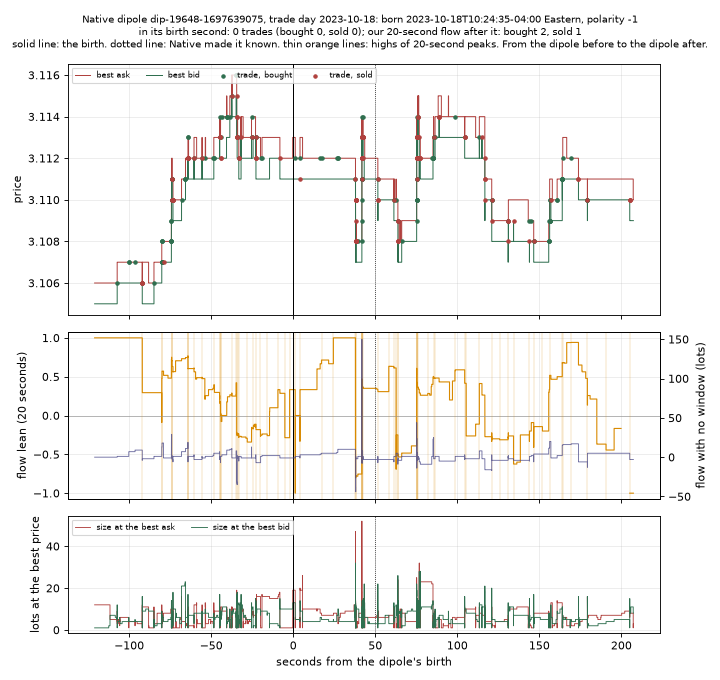 Native dipole dip-19648-1697639075, trade day 2023-10-18: born 2023-10-18T10:24:35-04:00 Eastern, polarity -1
in its birth second: 0 trades (bought 0, sold 0); our 20-second flow after it: bought 2, sold 1
solid line: the birth. dotted line: Native made it known. thin orange lines: highs of 20-second peaks. From the dipole before to the dipole after.
best ask best bid trade, bought trade, sold
3.116
3.114
3.112
3.110
3.108
3.106
price
1.0
0.5
0.0
−0.5
−1.0
flow lean (20 seconds)
150
100
50
0
−50
flow with no window (lots)
size at the best ask size at the best bid
40
20
0
lots at the best price
−100 −50 0 50 100 150 200
seconds from the dipole's birth